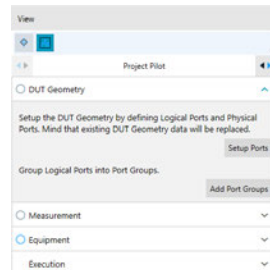 View
Project Pilot
DUT Geometry
Setup the DUT Geometry by defining Logical Ports and Physical
Ports. Mind that existing DUT Geometry data will be replaced.
Setup Ports
Group Logical Ports into Port Groups.
Add Port Groups
Measurement
Equipment
Execution